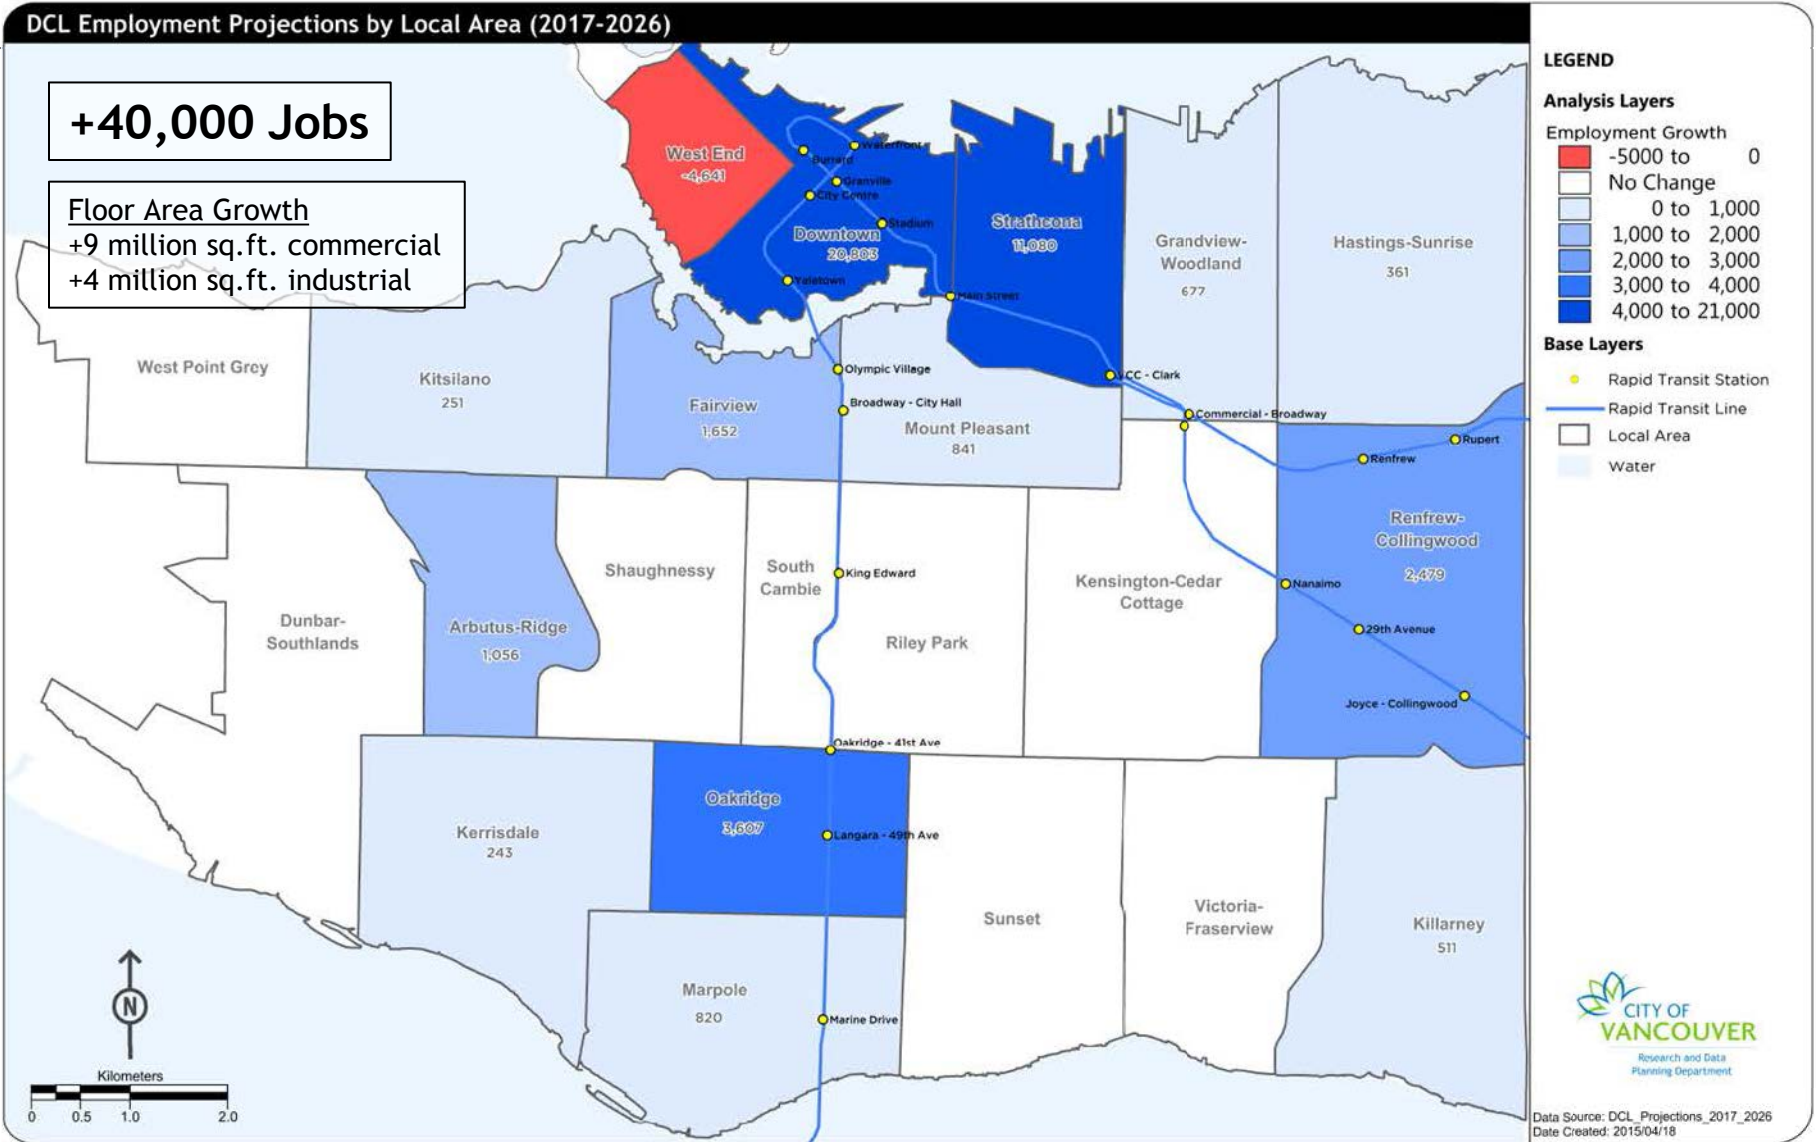 DCL Employment Projections by Local Area (2017-2026)
+40,000 Jobs
Floor Area Growth
+9 million sq.ft. commercial
+4 million sq.ft. industrial
West End
-4,641
Waterfront
Burrard
Granville
City Centre
Stadium
Downtown
20,803
Yaletown
Main Street
Strathcona
11,080
Grandview-
Woodland
677
Hastings-Sunrise
361
West Point Grey
Kitsilano
251
Fairview
1,652
Olympic Village
Broadway - City Hall
Mount Pleasant
841
VCC - Clark
Commercial - Broadway
Rupert
Renfrew
Renfrew-
Collingwood
2,479
Dunbar-
Southlands
Arbutus-Ridge
1,056
Shaughnessy
South
Cambie
King Edward
Riley Park
Kensington-Cedar
Cottage
Nanaimo
29th Avenue
Joyce - Collingwood
Oakridge - 41st Ave
Kerrisdale
243
Oakridge
3,607
Langara - 49th Ave
Marpole
820
Marine Drive
Sunset
Victoria-
Fraserview
Killarney
511
N
Kilometers
0 0.5 1.0 2.0
LEGEND
Analysis Layers
Employment Growth
-5000 to 0
No Change
0 to 1,000
1,000 to 2,000
2,000 to 3,000
3,000 to 4,000
4,000 to 21,000
Base Layers
Rapid Transit Station
Rapid Transit Line
Local Area
Water
CITY OF
VANCOUVER
Research and Data
Planning Department
Data Source: DCL_Projections_2017_2026
Date Created: 2015/04/18